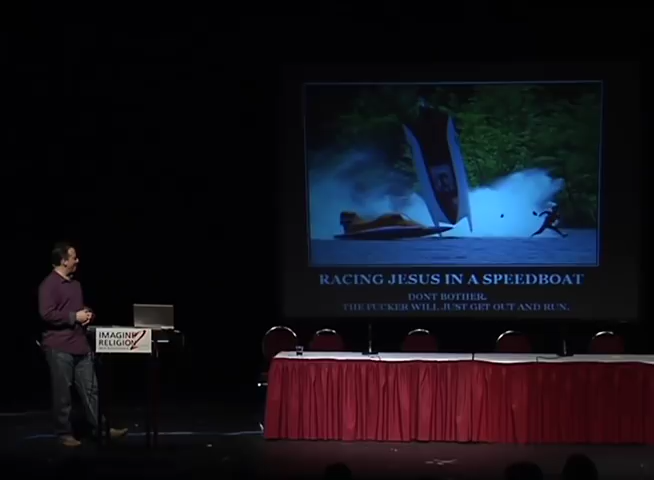 RACING JESUS IN A SPEEDBOAT
DONT BOTHER.
THE FUCKER WILL JUST GET OUT AND RUN.
IMAGINE
RELIGION